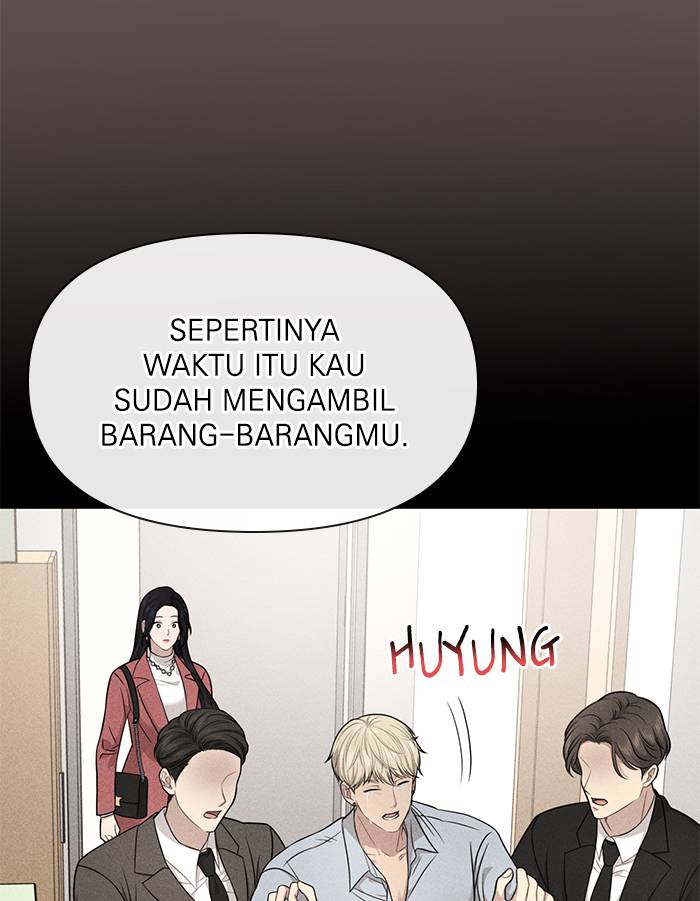 SEPERTINYA
WAKTU ITU KAU
SUDAH MENGAMBIL
BARANG-BARANGMU.
HUYUNG